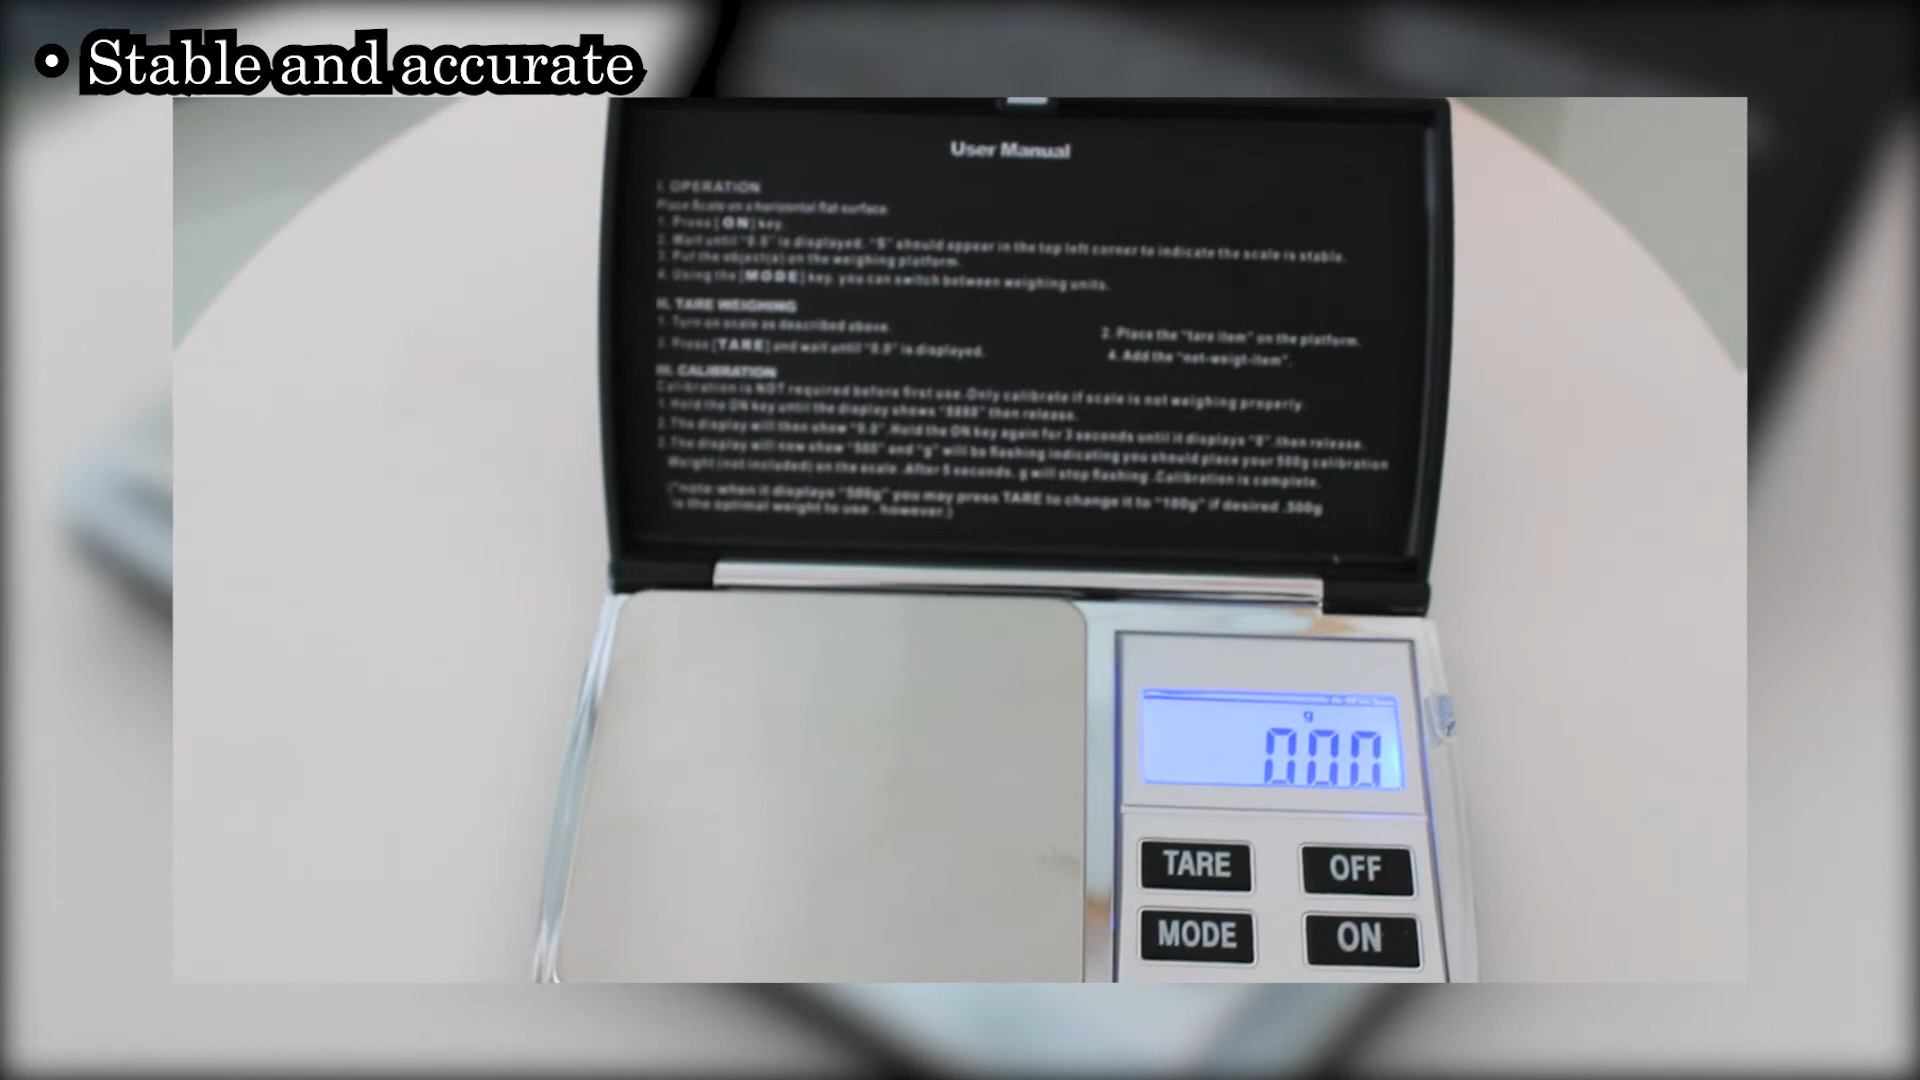 • Stable and accurate
User Manual
I. OPERATION
Place Scale on a horizontal flat surface.
1. Press [ON] key.
2. Wait until "0.0" is displayed. "S" should appear in the top left corner to indicate the scale is stable.
3. Put the object(s) on the weighing platform.
4. Using the [MODE] key, you can switch between weighing units.
II. TARE WEIGHING
1. Turn on scale as described above.
2. Place the "tare item" on the platform.
3. Press [TARE] and wait until "0.0" is displayed.
4. Add the "net-weigt-item".
III. CALIBRATION
Calibration is NOT required before first use. Only calibrate if scale is not weighing properly.
1. Hold the ON key until the display shows "8888" then release.
2. The display will then show "0.0". Hold the ON key again for 3 seconds until it displays "0", then release.
3. The display will now show "500" and "g" will be flashing indicating you should place your 500g calibration
Weight (not included) on the scale. After 5 seconds, g will stop flashing. Calibration is complete.
(*note: when it displays "500g" you may press TARE to change it to "100g" if desired .500g
is the optimal weight to use . however.)
g
0.00
TARE
OFF
MODE
ON